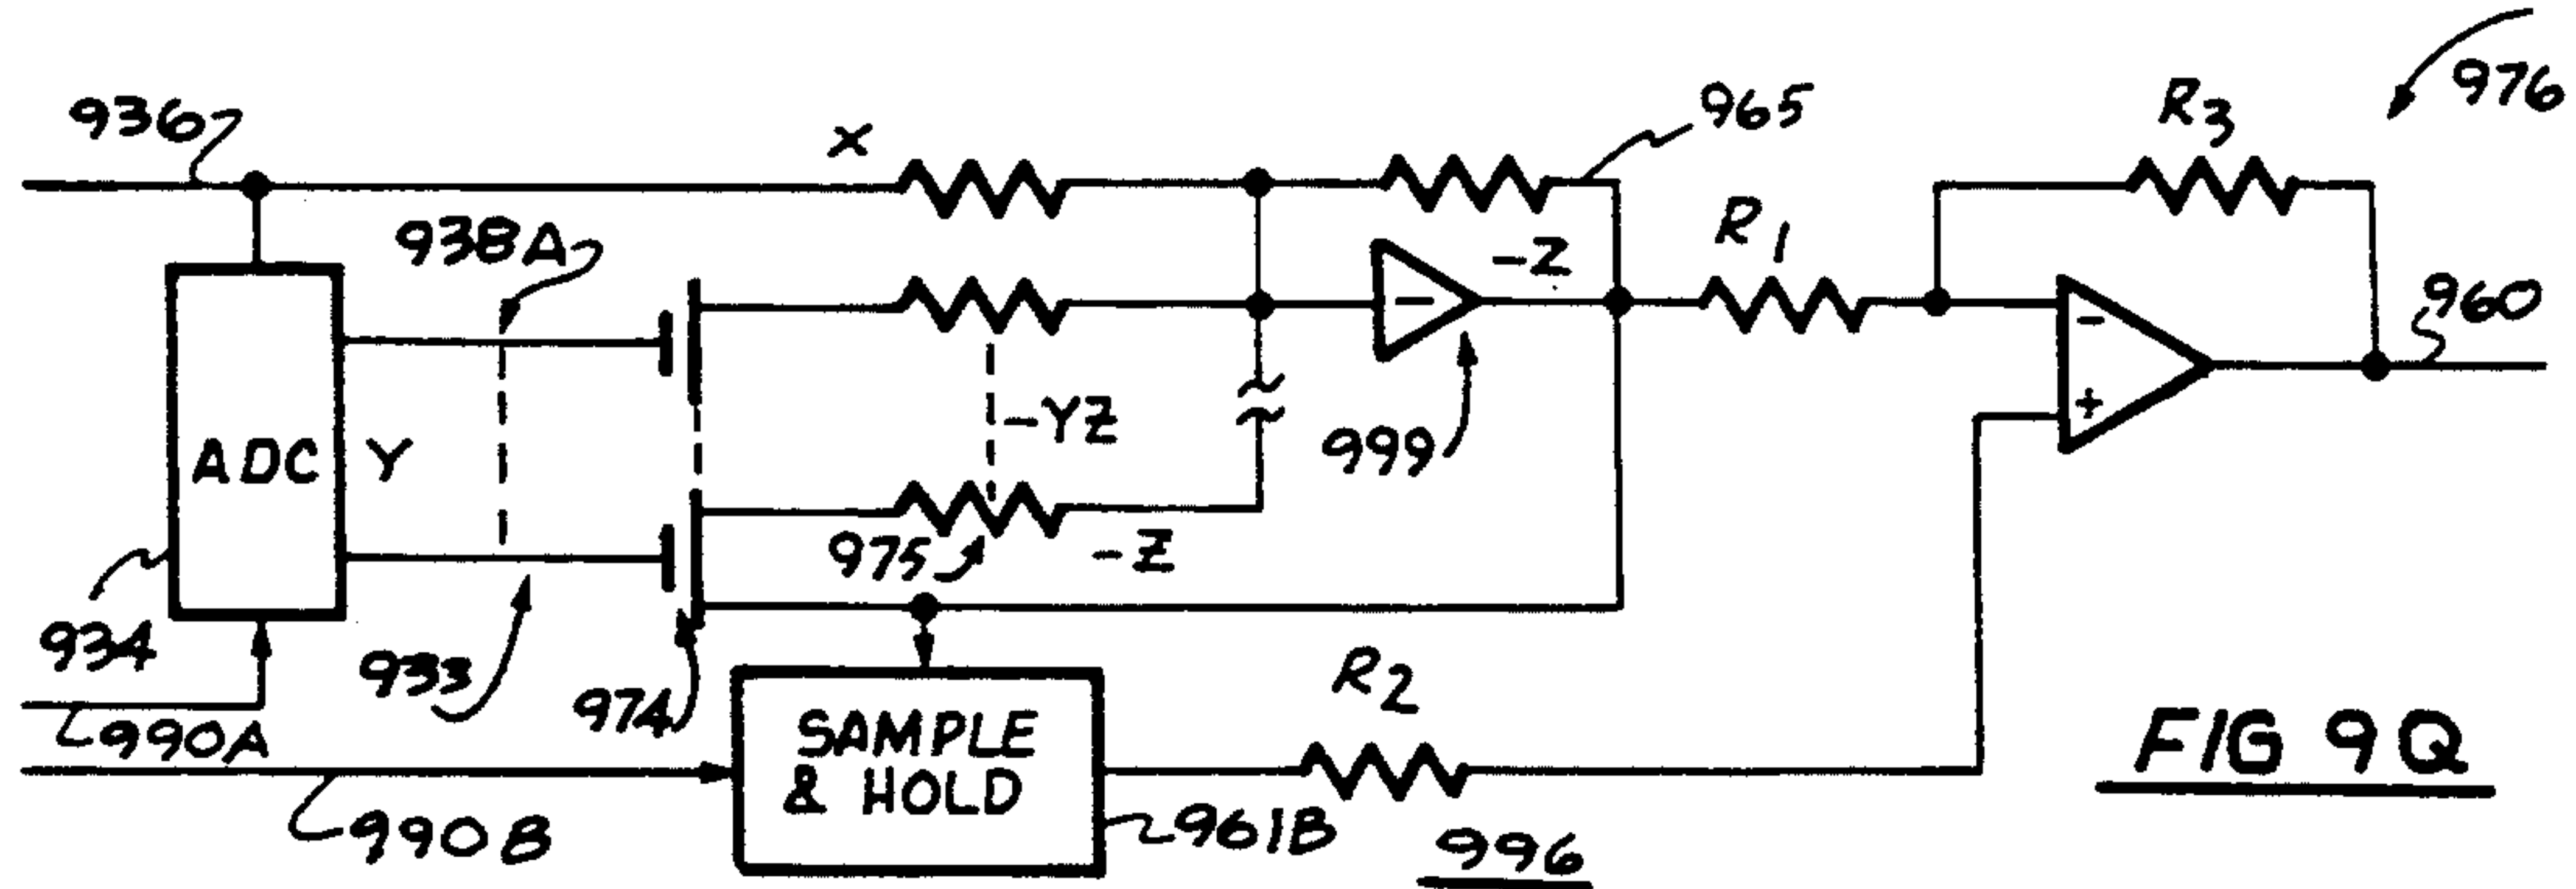 976
936
X
965
R3
938A
R1
-Z
960
-
-
+
ADC
Y
-YZ
999
975
-Z
934
933
974
R2
990A
SAMPLE
& HOLD
FIG 9Q
990B
961B
996